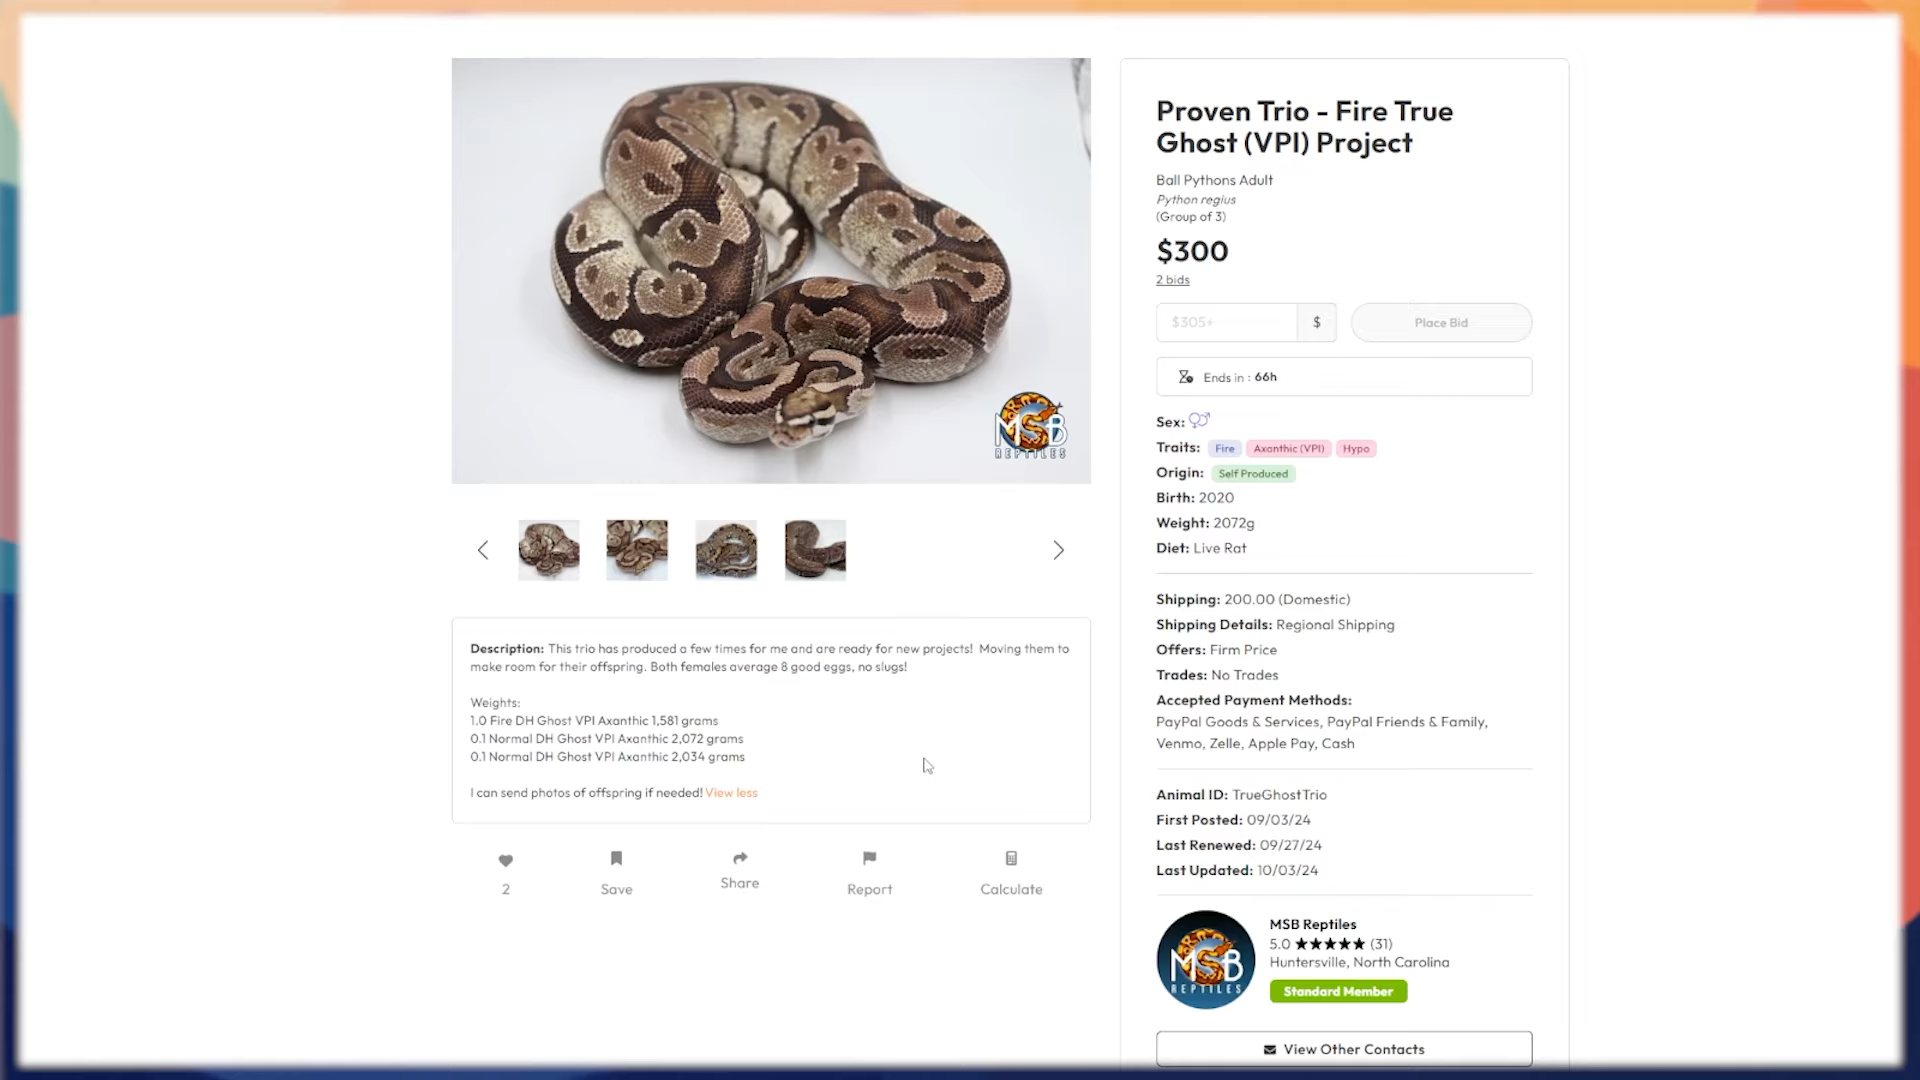 MSB
REPTILES
Description: This trio has produced a few times for me and are ready for new projects! Moving them to
make room for their offspring. Both females average 8 good eggs, no slugs!
Weights:
1.0 Fire DH Ghost VPI Axanthic 1,581 grams
0.1 Normal DH Ghost VPI Axanthic 2,072 grams
0.1 Normal DH Ghost VPI Axanthic 2,034 grams
I can send photos of offspring if needed! View less
2
Save
Share
Report
Calculate
Proven Trio - Fire True
Ghost (VPI) Project
Ball Pythons Adult
Python regius
(Group of 3)
$300
2 bids
$305+
$
Place Bid
Ends in : 66h
Sex:
Traits: Fire Axanthic (VPI) Hypo
Origin: Self Produced
Birth: 2020
Weight: 2072g
Diet: Live Rat
Shipping: 200.00 (Domestic)
Shipping Details: Regional Shipping
Offers: Firm Price
Trades: No Trades
Accepted Payment Methods:
PayPal Goods & Services, PayPal Friends & Family,
Venmo, Zelle, Apple Pay, Cash
Animal ID: TrueGhostTrio
First Posted: 09/03/24
Last Renewed: 09/27/24
Last Updated: 10/03/24
MSB
REPTILES
MSB Reptiles
5.0 ★★★★★ (31)
Huntersville, North Carolina
Standard Member
View Other Contacts